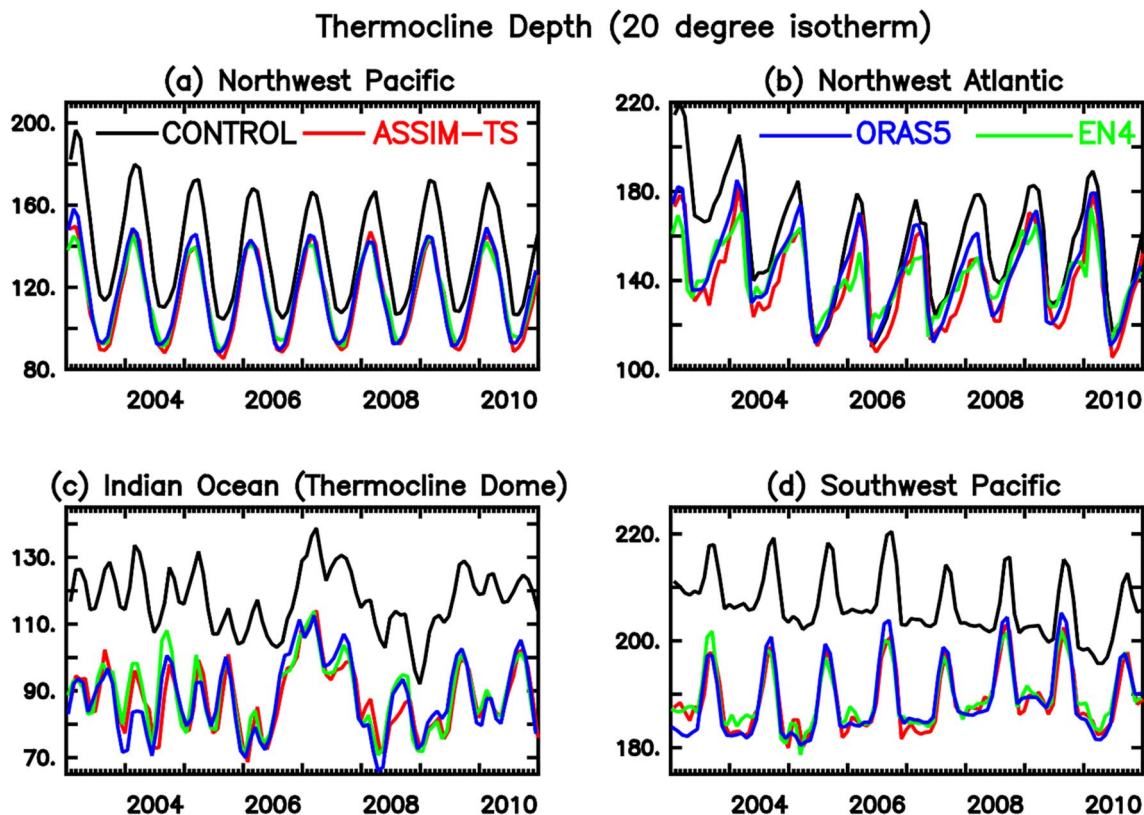 Thermocline Depth (20 degree isotherm)
(a) Northwest Pacific
(b) Northwest Atlantic
200.
160.
120.
80.
CONTROL ASSIM-TS
2004 2006 2008 2010
220.
180.
140.
100.
ORAS5 EN4
2004 2006 2008 2010
(c) Indian Ocean (Thermocline Dome)
(d) Southwest Pacific
130.
110.
90.
70.
2004 2006 2008 2010
220.
200.
180.
2004 2006 2008 2010